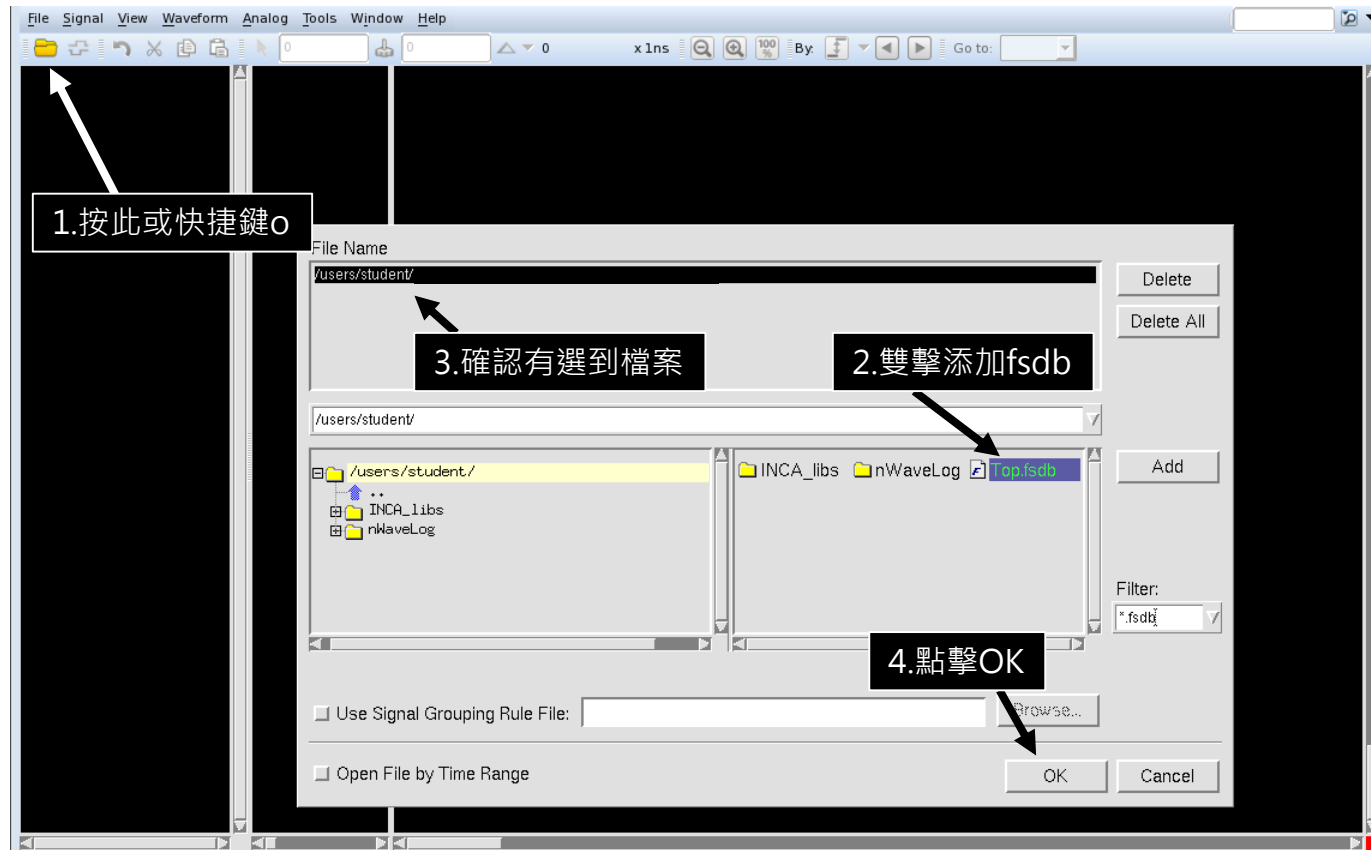 File Signal View Waveform Analog Tools Window Help
0 0 0 x 1ns 100 % By: Go to:
1.按此或快捷鍵o
File Name
/users/student/
Delete
Delete All
3.確認有選到檔案
2.雙擊添加fsdb
/users/student/
/users/student/
..
INCA_libs
nWaveLog
INCA_libs nWaveLog Top.fsdb
Add
Filter:
*.fsdb
4.點擊OK
Use Signal Grouping Rule File:
Browse...
Open File by Time Range
OK
Cancel